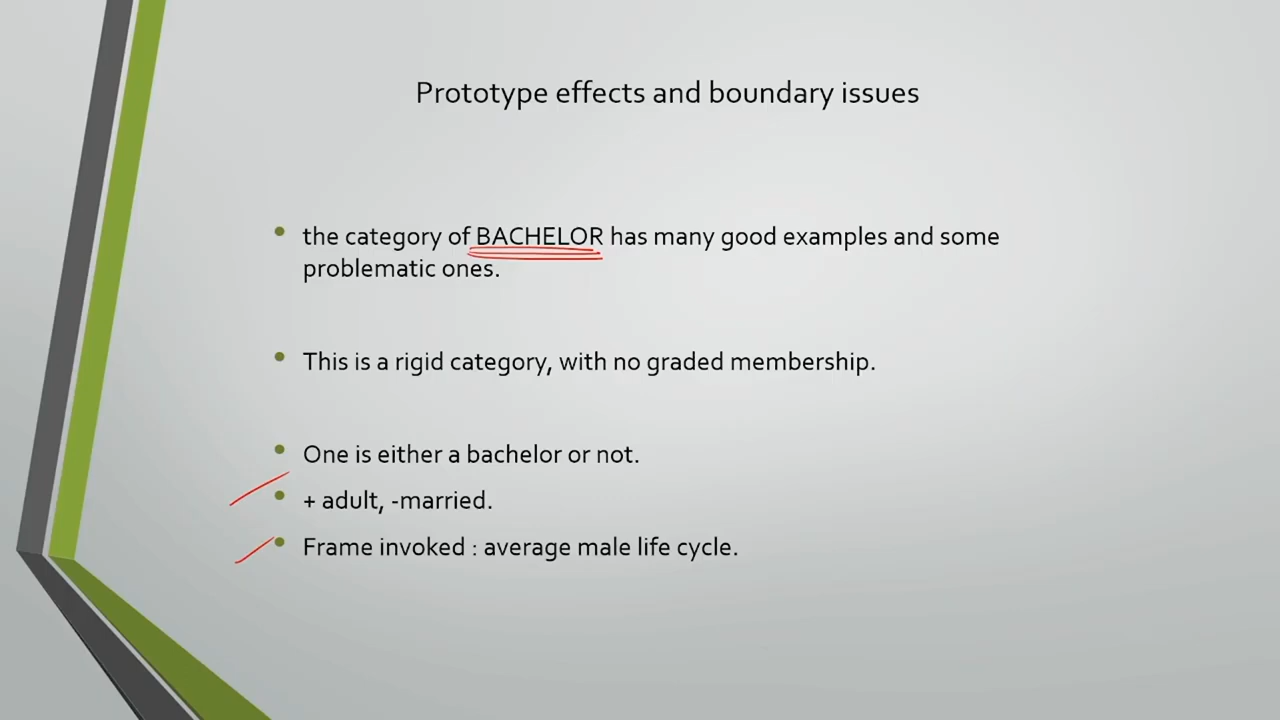 Prototype effects and boundary issues
the category of BACHELOR has many good examples and some
problematic ones.
This is a rigid category, with no graded membership.
One is either a bachelor or not.
+ adult, -married.
Frame invoked : average male life cycle.